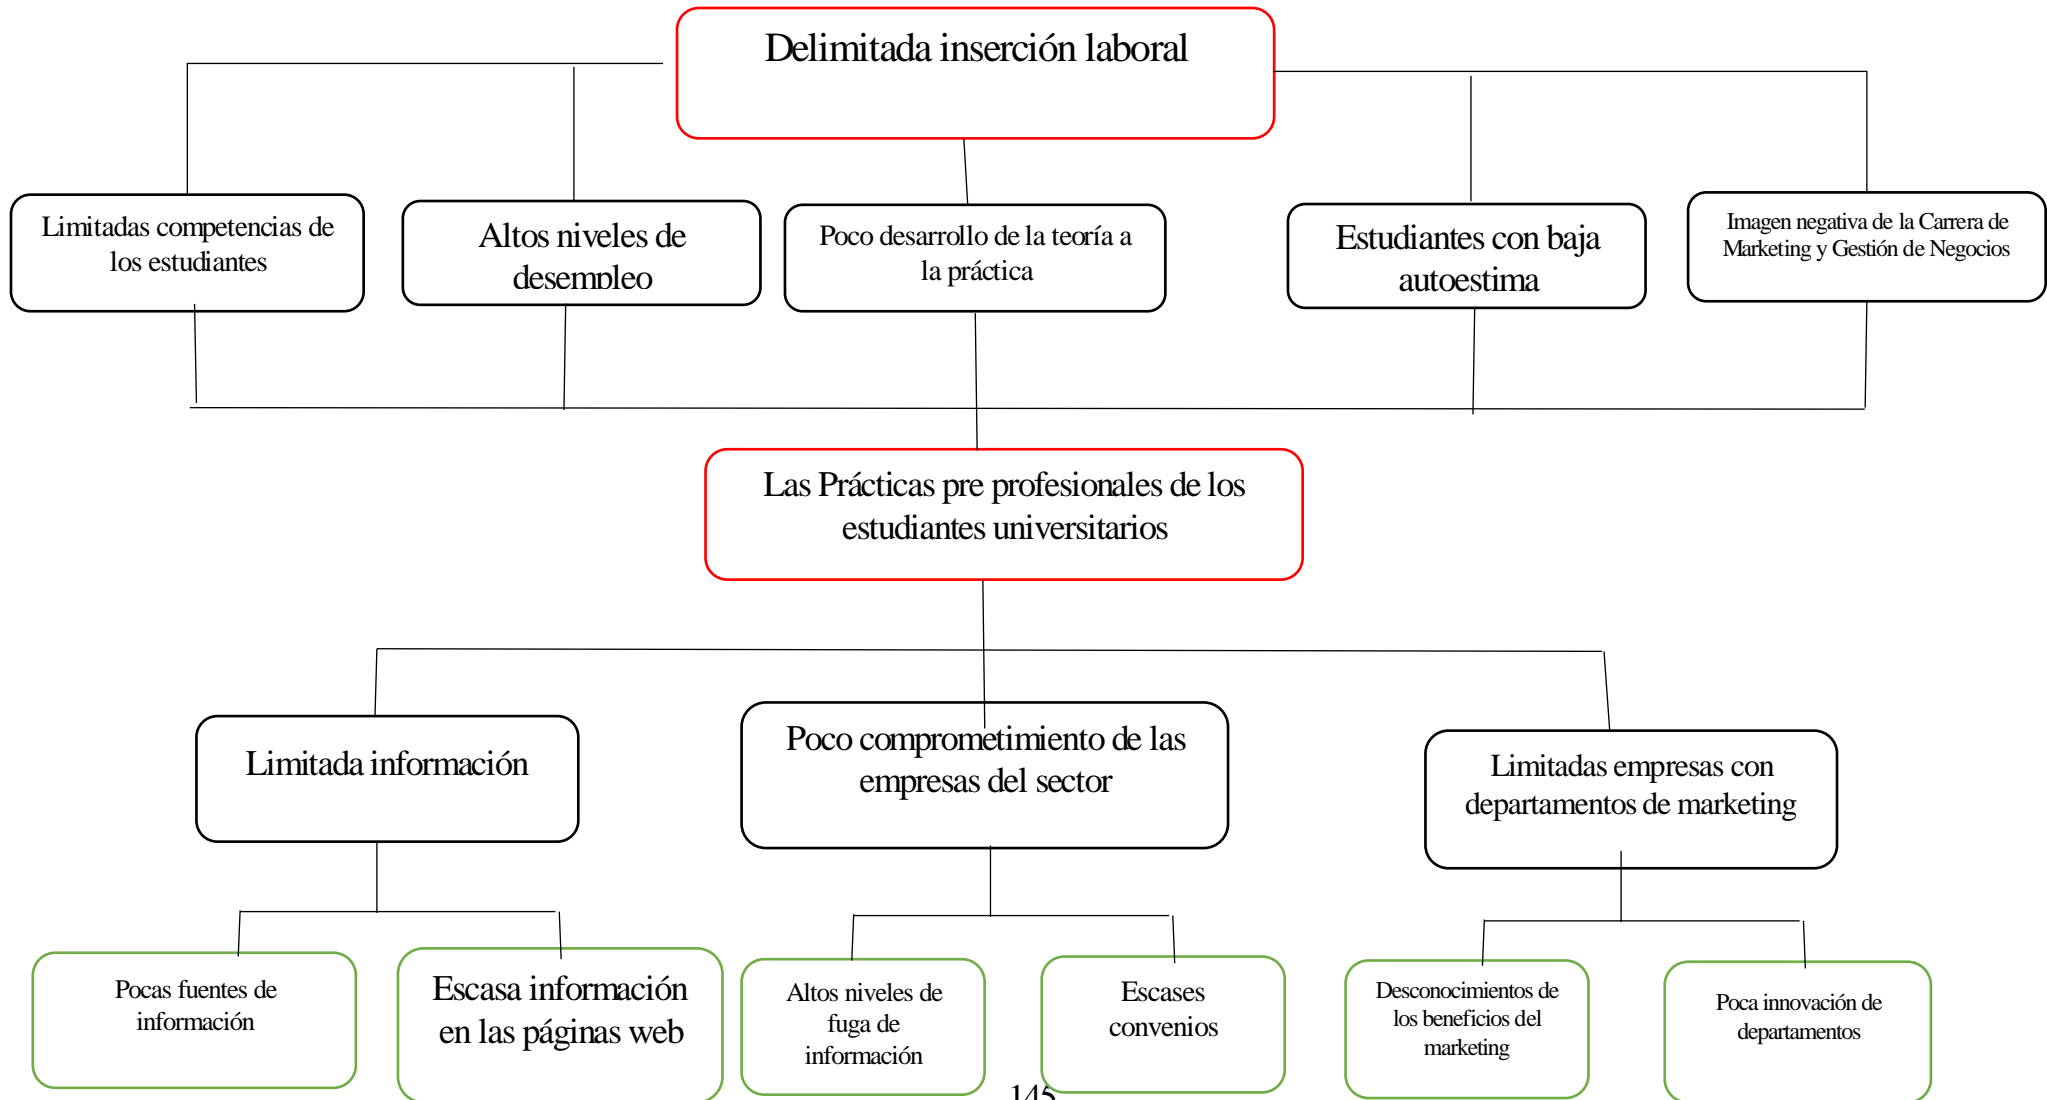 Delimitada inserción laboral
Limitadas competencias de
los estudiantes
Altos niveles de
desempleo
Poco desarrollo de la teoría a
la práctica
Estudiantes con baja
autoestima
Imagen negativa de la Carrera de
Marketing y Gestión de Negocios
Las Prácticas pre profesionales de los
estudiantes universitarios
Limitada información
Poco comprometimiento de las
empresas del sector
Limitadas empresas con
departamentos de marketing
Pocas fuentes de
información
Escasa información
en las páginas web
Altos niveles de
fuga de
información
Escases
convenios
Desconocimientos de
los beneficios del
marketing
Poca innovación de
departamentos
145